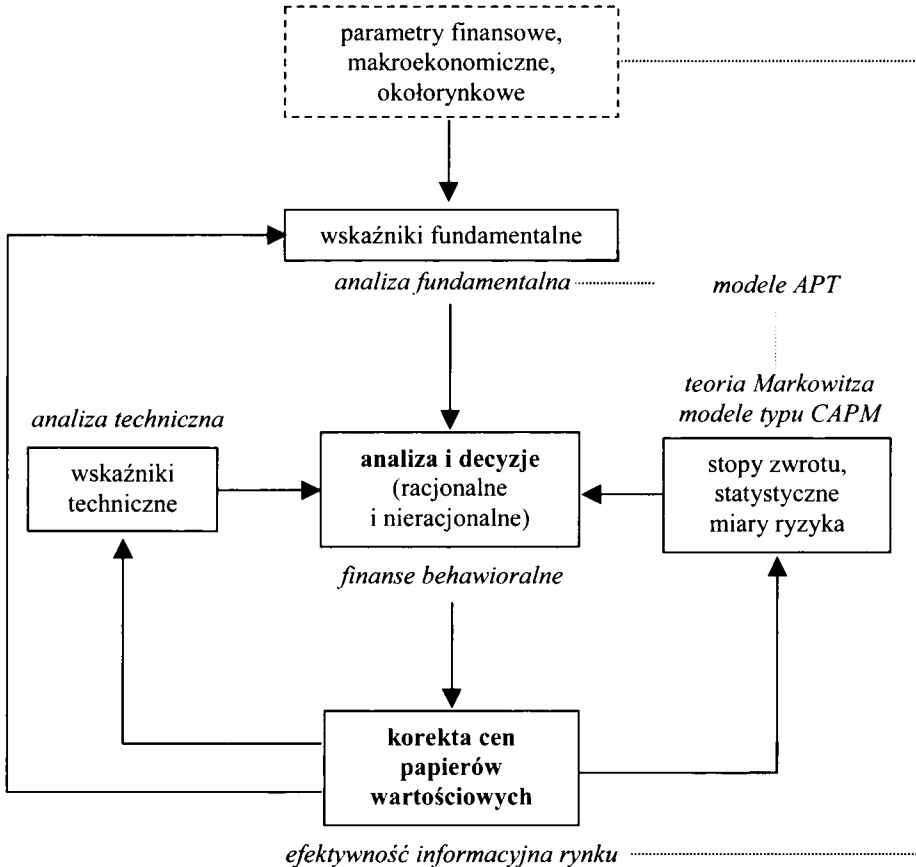 parametry finansowe,
makroekonomiczne,
okołorynkowe
wskaźniki fundamentalne
analiza fundamentalna
modele APT
teoria Markowitza
modele typu CAPM
analiza techniczna
wskaźniki
techniczne
analiza i decyzje
(racjonalne
i nieracjonalne)
stopy zwrotu,
statystyczne
miary ryzyka
finanse behawioralne
korekta cen
papierów
wartościowych
efektywność informacyjna rynku